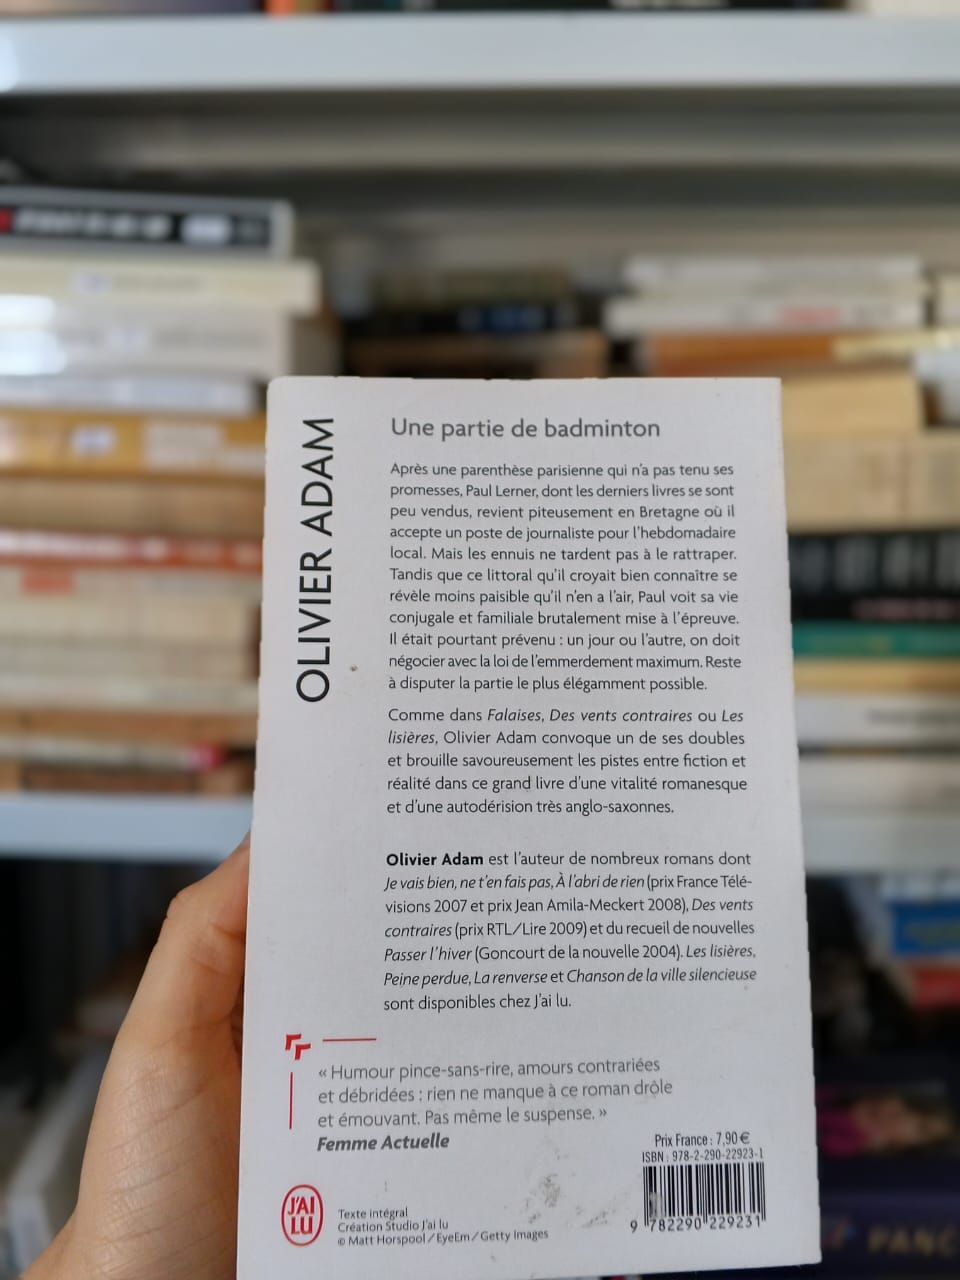 OLIVIER ADAM
Une partie de badminton
Après une parenthèse parisienne qui n'a pas tenu ses
promesses, Paul Lerner, dont les derniers livres se sont
peu vendus, revient piteusement en Bretagne où il
accepte un poste de journaliste pour l'hebdomadaire
local. Mais les ennuis ne tardent pas à le rattraper.
Tandis que ce littoral qu'il croyait bien connaître se
révèle moins paisible qu'il n'en a l'air, Paul voit sa vie
conjugale et familiale brutalement mise à l'épreuve.
Il était pourtant prévenu : un jour ou l'autre, on doit
négocier avec la loi de l'emmerdement maximum. Reste
à disputer la partie le plus élégamment possible.
Comme dans Falaises, Des vents contraires ou Les
lisières, Olivier Adam convoque un de ses doubles
et brouille savoureusement les pistes entre fiction et
réalité dans ce grand livre d'une vitalité romanesque
et d'une autodérision très anglo-saxonnes.
Olivier Adam est l'auteur de nombreux romans dont
Je vais bien, ne t'en fais pas, À l'abri de rien (prix France Télé-
visions 2007 et prix Jean Amila-Meckert 2008), Des vents
contraires (prix RTL/Lire 2009) et du recueil de nouvelles
Passer l'hiver (Goncourt de la nouvelle 2004). Les lisières,
Peine perdue, La renverse et Chanson de la ville silencieuse
sont disponibles chez J'ai lu.
« Humour pince-sans-rire, amours contrariées
et débridées : rien ne manque à ce roman drôle
et émouvant. Pas même le suspense. »
Femme Actuelle
J'AI
LU
Texte intégral
Création Studio J'ai lu
© Matt Horspool / EyeEm / Getty Images
Prix France : 7,90 €
ISBN : 978-2-290-22923-1
9 782290 229231
PANC